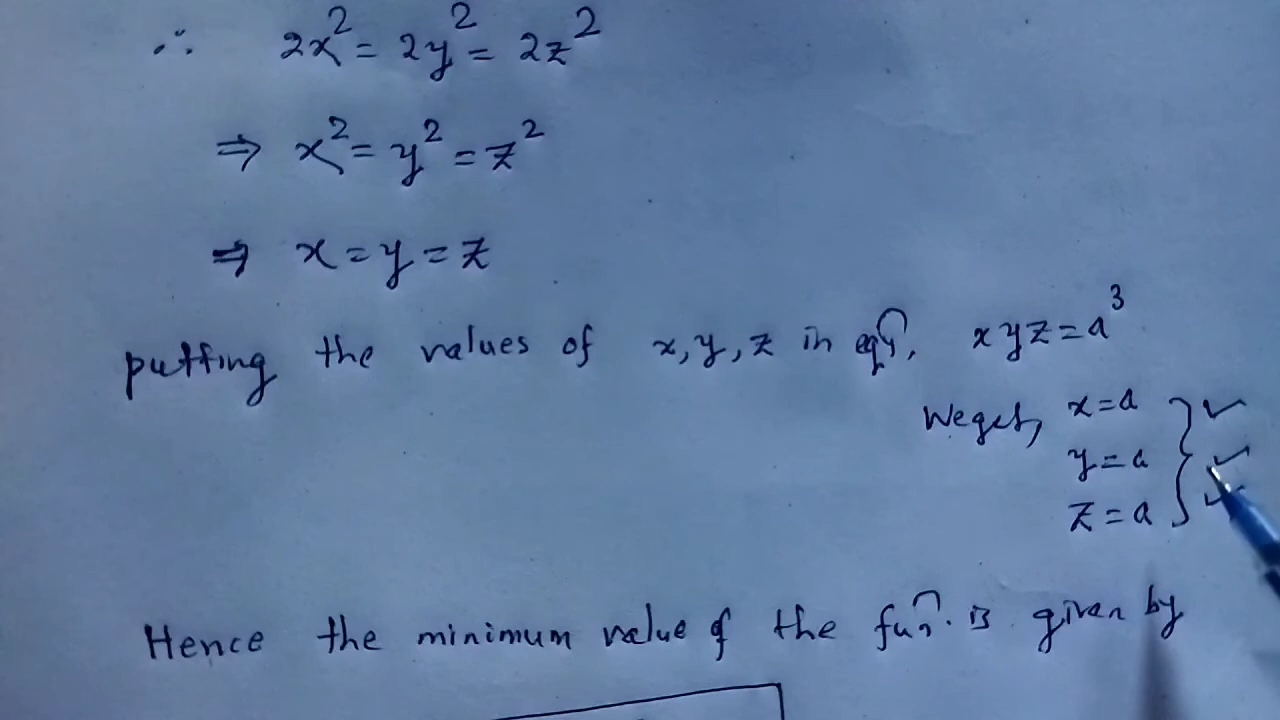 ∴ 2x² = 2y² = 2z²
⇒ x² = y² = z²
⇒ x = y = z
putting the values of x, y, z in eqn. xyz = a³
We get, x = a
y = a
z = a
Hence the minimum value of the fun. is given by